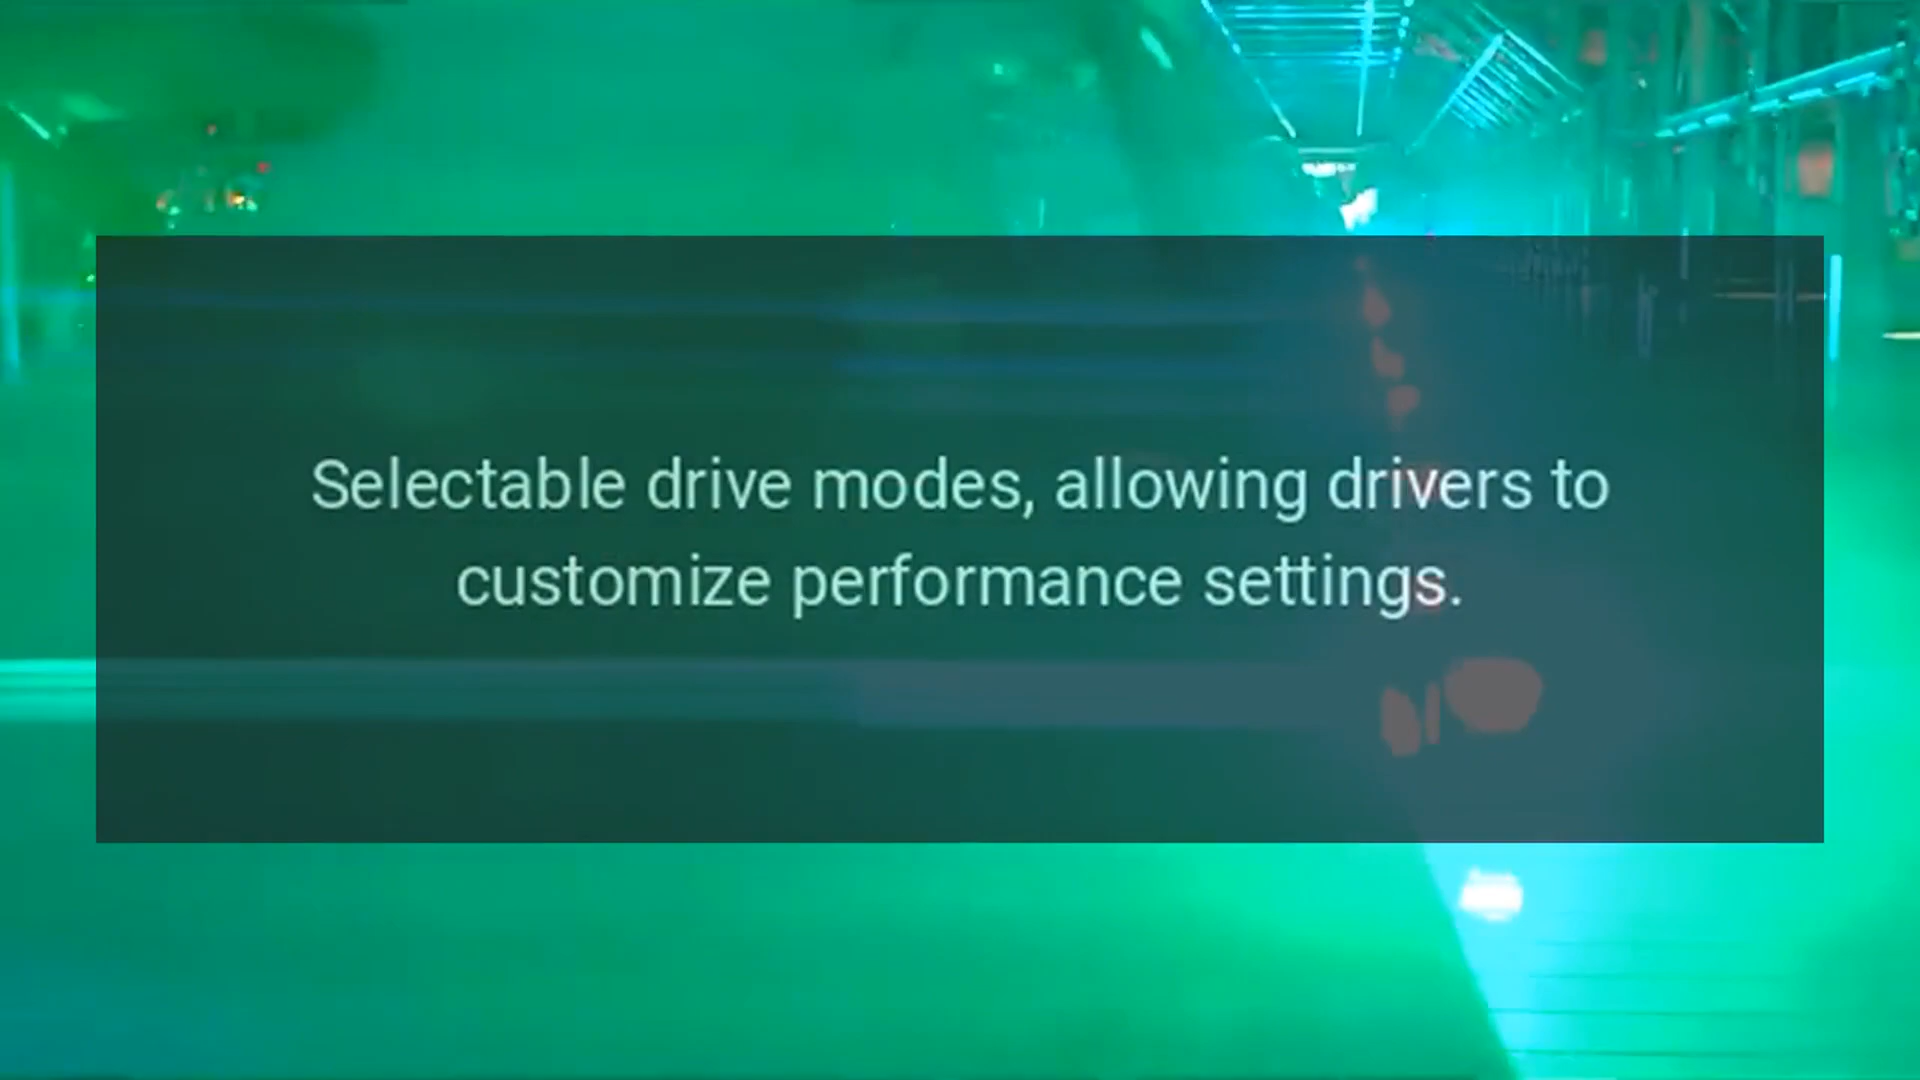 Selectable drive modes, allowing drivers to
customize performance settings.